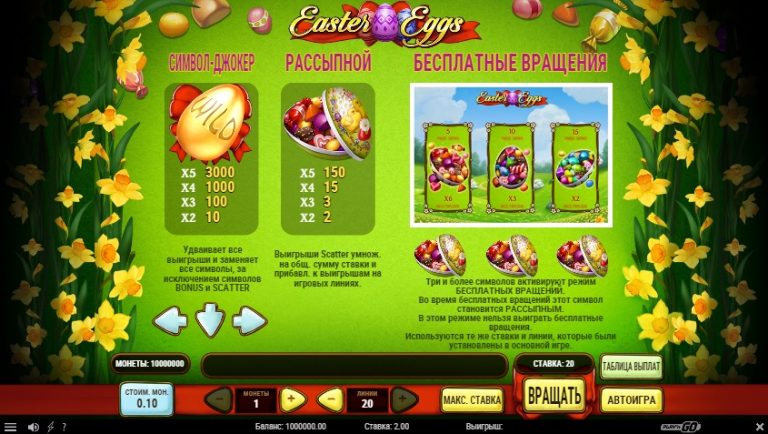 Easter Eggs
СИМВОЛ-ДЖОКЕР
РАССЫПНОЙ
БЕСПЛАТНЫЕ ВРАЩЕНИЯ
WILD
X5 3000
X4 1000
X3 100
X2 10
X5 150
X4 15
X3 3
X2 2
Easter Eggs
5
10
15
X6
X3
X2
Удваивает все
выигрыши и заменяет
все символы, за
исключением символов
BONUS и SCATTER
Выигрыши Scatter умнож.
на общ. сумму ставки и
прибавл. к выигрышам на
игровых линиях.
Три и более символов активируют режим
БЕСПЛАТНЫХ ВРАЩЕНИИ.
Во время бесплатных вращений этот символ
становится РАССЫПНЫМ.
В этом режиме нельзя выиграть бесплатные
вращения.
Используются те же ставки и линии, которые были
установлены в основной игре.
МОНЕТЫ: 10000000
СТАВКА: 20
ТАБЛИЦА ВЫПЛАТ
СТОИМ. МОН.
0.10
МОНЕТЫ
1
ЛИНИИ
20
МАКС. СТАВКА
ВРАЩАТЬ
АВТОИГРА
Баланс: 1000000.00
Ставка: 2.00
Выигрыш:
PLAY'N GO